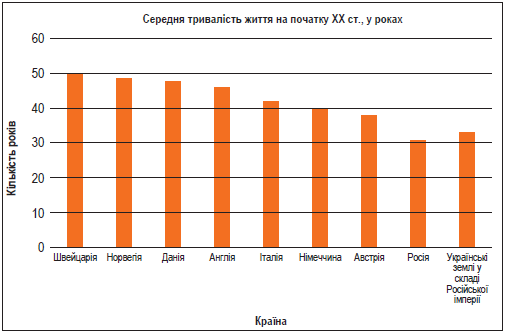 Середня тривалість життя на початку XX ст., у роках
Кількість років
60
50
40
30
20
10
0
Швейцарія Норвегія Данія Англія Італія Німеччина Австрія Росія Українські
землі у
складі
Російської
імперії
Країна